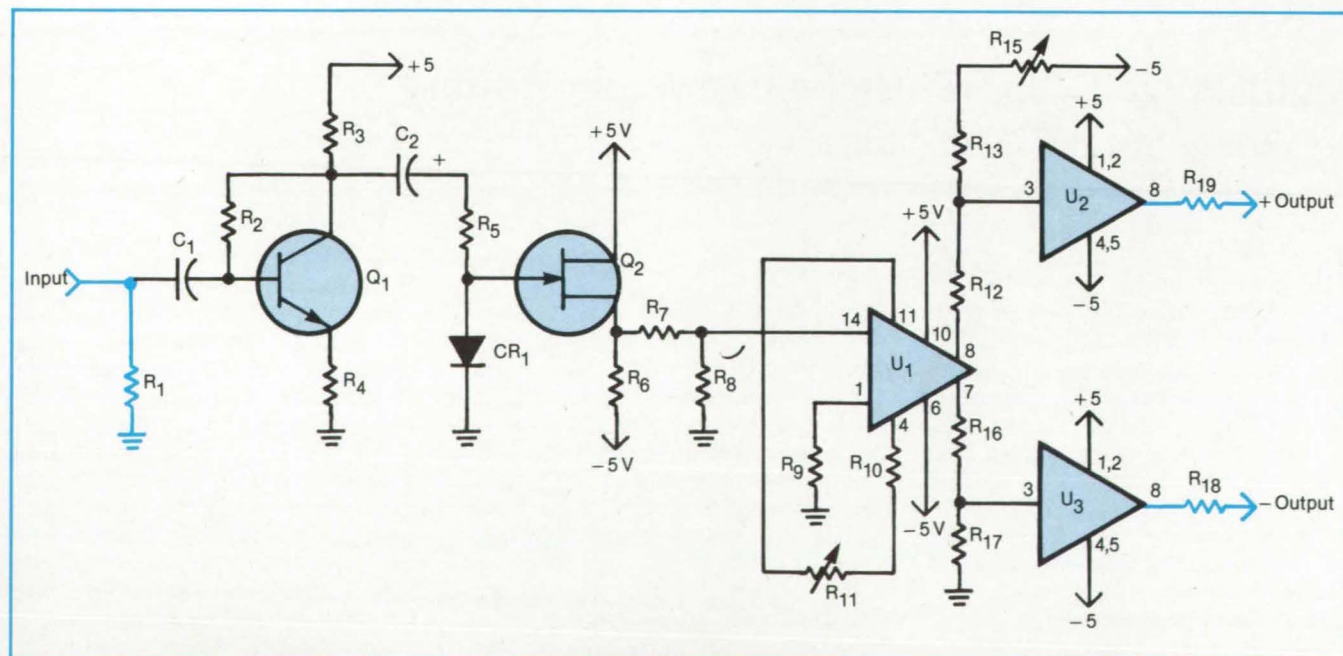 +5
R3
C2
+
R2
C1
Input
Q1
R1
R4
R5
CR1
+5 V
Q2
R7
R6
R8
−5 V
+5 V
14
11
10
8
U1
1
7
4
6
R9
R10
−5 V
R11
R15
−5
R13
+5
1,2
3
U2
8
R19
+ Output
4,5
−5
R12
R16
+5
1,2
3
U3
8
R18
− Output
4,5
−5
R17